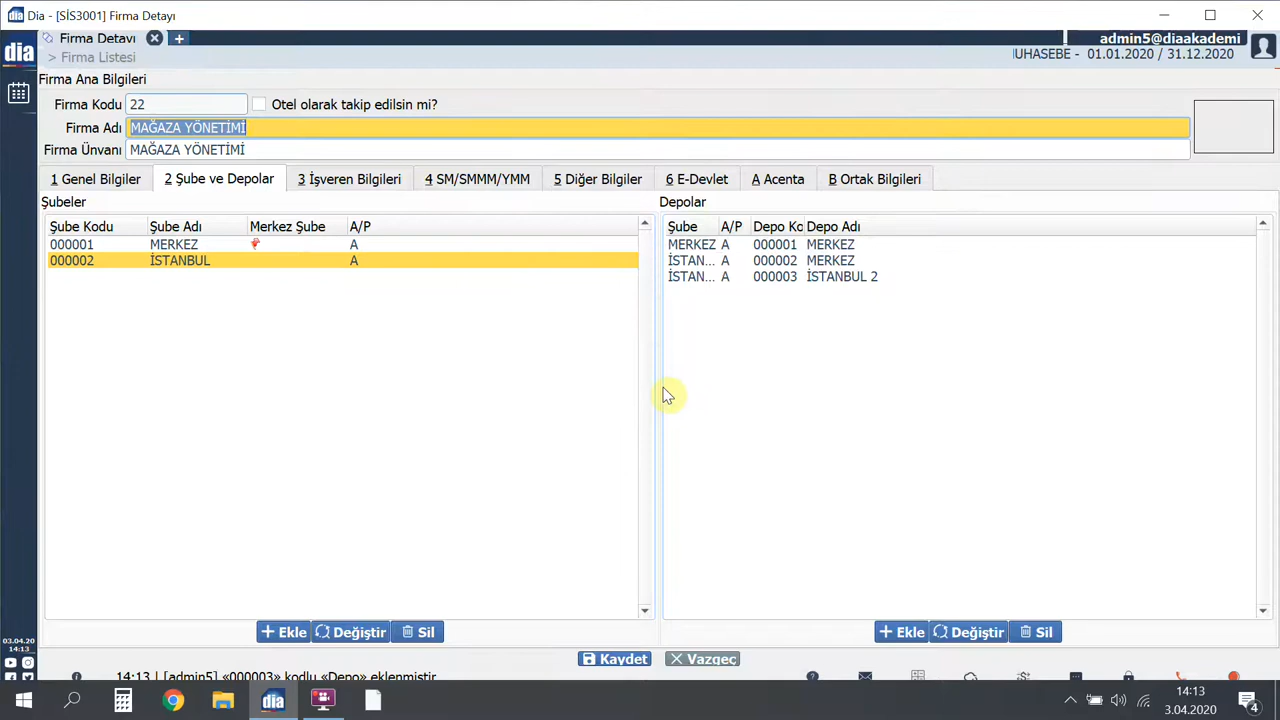 Dia - [SİS3001] Firma Detayı
dia
Firma Detayı
admin5@diaakademi
> Firma Listesi
UHASEBE - 01.01.2020 / 31.12.2020
Firma Ana Bilgileri
Firma Kodu 22 Otel olarak takip edilsin mi?
Firma Adı MAĞAZA YÖNETİMİ
Firma Ünvanı MAĞAZA YÖNETİMİ
1 Genel Bilgiler 2 Şube ve Depolar 3 İşveren Bilgileri 4 SM/SMMM/YMM 5 Diğer Bilgiler 6 E-Devlet A Acenta B Ortak Bilgileri
Şubeler
Şube Kodu Şube Adı Merkez Şube A/P
000001 MERKEZ A
000002 İSTANBUL A
Depolar
Şube A/P Depo Ko Depo Adı
MERKEZ A 000001 MERKEZ
İSTAN... A 000002 MERKEZ
İSTAN... A 000003 İSTANBUL 2
+ Ekle Değiştir Sil
+ Ekle Değiştir Sil
Kaydet Vazgeç
03.04.20
14:13
14:13 | [admin5] «000003» kodlu «Depo» eklenmiştir
dia
14:13
3.04.2020
4